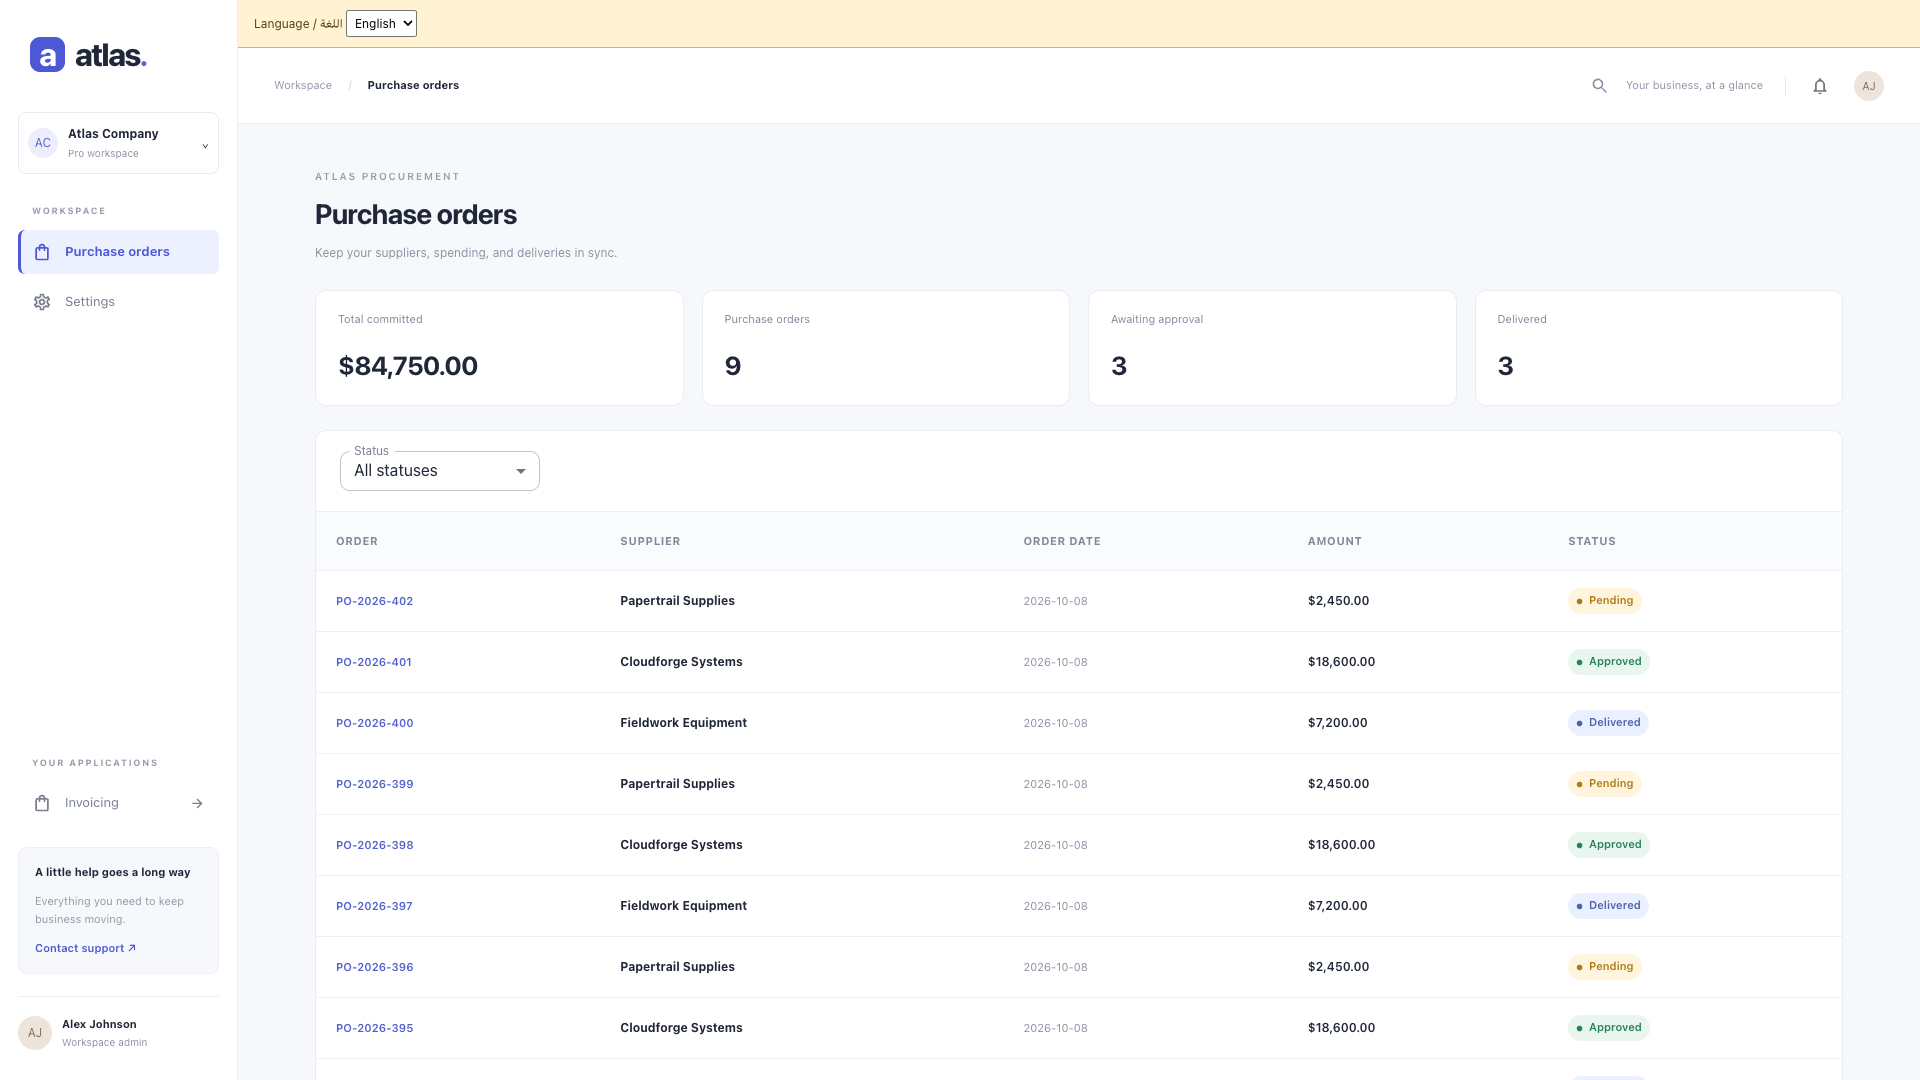 Language / اللغة English
a atlas.
AC Atlas Company
Pro workspace
WORKSPACE
Purchase orders
Settings
YOUR APPLICATIONS
Invoicing
A little help goes a long way
Everything you need to keep
business moving.
Contact support ↗
AJ Alex Johnson
Workspace admin
Workspace / Purchase orders
Your business, at a glance
AJ
ATLAS PROCUREMENT
Purchase orders
Keep your suppliers, spending, and deliveries in sync.
Total committed
$84,750.00
Purchase orders
9
Awaiting approval
3
Delivered
3
Status
All statuses
ORDER SUPPLIER ORDER DATE AMOUNT STATUS
PO-2026-402 Papertrail Supplies 2026-10-08 $2,450.00 Pending
PO-2026-401 Cloudforge Systems 2026-10-08 $18,600.00 Approved
PO-2026-400 Fieldwork Equipment 2026-10-08 $7,200.00 Delivered
PO-2026-399 Papertrail Supplies 2026-10-08 $2,450.00 Pending
PO-2026-398 Cloudforge Systems 2026-10-08 $18,600.00 Approved
PO-2026-397 Fieldwork Equipment 2026-10-08 $7,200.00 Delivered
PO-2026-396 Papertrail Supplies 2026-10-08 $2,450.00 Pending
PO-2026-395 Cloudforge Systems 2026-10-08 $18,600.00 Approved